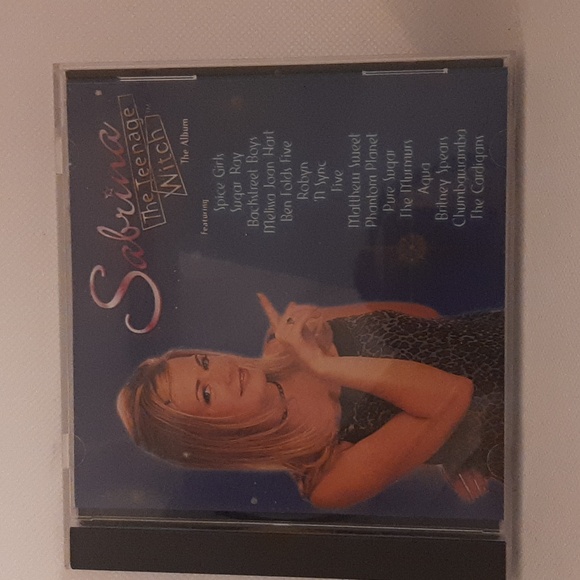 Sabrina
The Teenage
Witch™
The Album
Featuring
Spice Girls
Sugar Ray
Backstreet Boys
Melissa Joan Hart
Ben Folds Five
Robyn
'N Sync
Five
Matthew Sweet
Phantom Planet
Pure Sugar
The Murmurs
Aqua
Britney Spears
Chumbawamba
The Cardigans